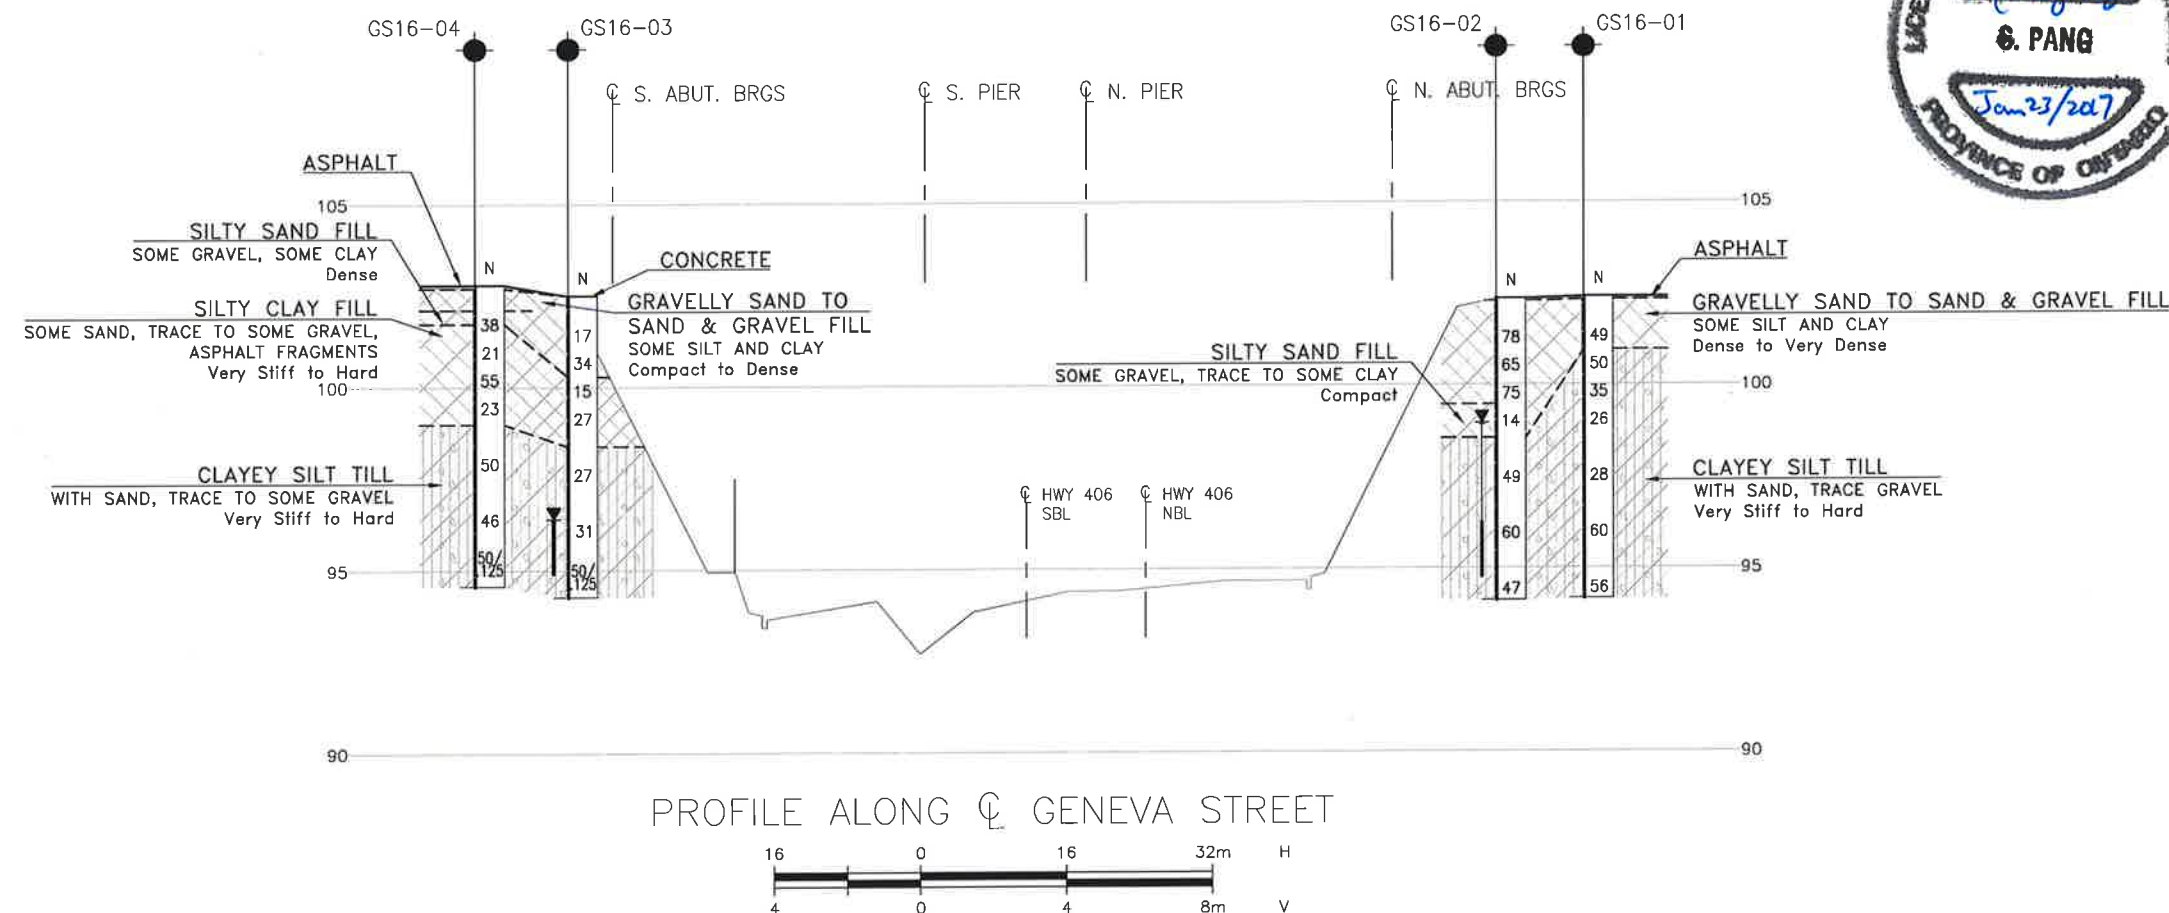 GS16-04
GS16-03
GS16-02
GS16-01
S. PANG
Jan 23/2017
PROVINCE OF ONTARIO
℄ S. ABUT. BRGS
℄ S. PIER
℄ N. PIER
℄ N. ABUT. BRGS
ASPHALT
105
105
SILTY SAND FILL
SOME GRAVEL, SOME CLAY
Dense
SILTY CLAY FILL
SOME SAND, TRACE TO SOME GRAVEL,
ASPHALT FRAGMENTS
Very Stiff to Hard
100
CLAYEY SILT TILL
WITH SAND, TRACE TO SOME GRAVEL
Very Stiff to Hard
95
90
N
38
21
55
23
50
46
50/
.125
N
17
34
15
27
27
31
50/
.125
CONCRETE
GRAVELLY SAND TO
SAND & GRAVEL FILL
SOME SILT AND CLAY
Compact to Dense
℄ HWY 406
SBL
℄ HWY 406
NBL
SILTY SAND FILL
SOME GRAVEL, TRACE TO SOME CLAY
Compact
N
78
65
75
14
49
60
47
N
49
50
35
26
28
60
56
ASPHALT
GRAVELLY SAND TO SAND & GRAVEL FILL
SOME SILT AND CLAY
Dense to Very Dense
100
CLAYEY SILT TILL
WITH SAND, TRACE GRAVEL
Very Stiff to Hard
95
90
PROFILE ALONG ℄ GENEVA STREET
16 0 16 32m H
4 0 4 8m V